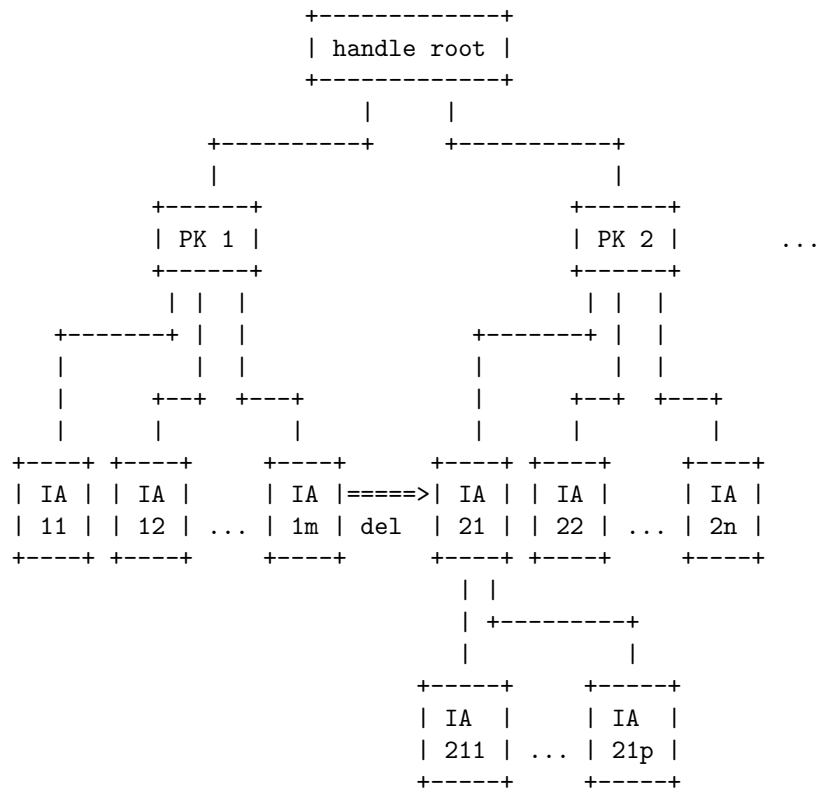 handle root
PK 1 PK 2 ...
IA IA IA =====> IA IA IA
11 12 ... 1m del 21 22 ... 2n
IA IA
211 ... 21p